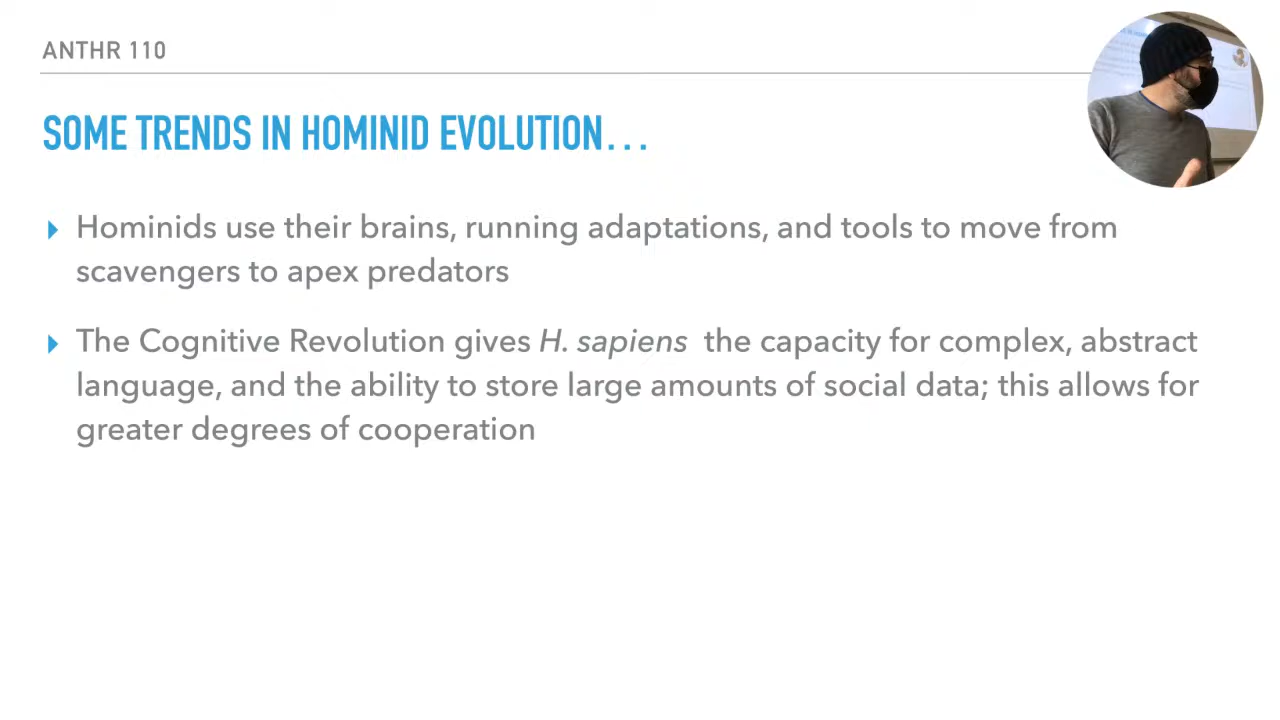 ANTHR 110
SOME TRENDS IN HOMINID EVOLUTION...
Hominids use their brains, running adaptations, and tools to move from
scavengers to apex predators
The Cognitive Revolution gives H. sapiens the capacity for complex, abstract
language, and the ability to store large amounts of social data; this allows for
greater degrees of cooperation